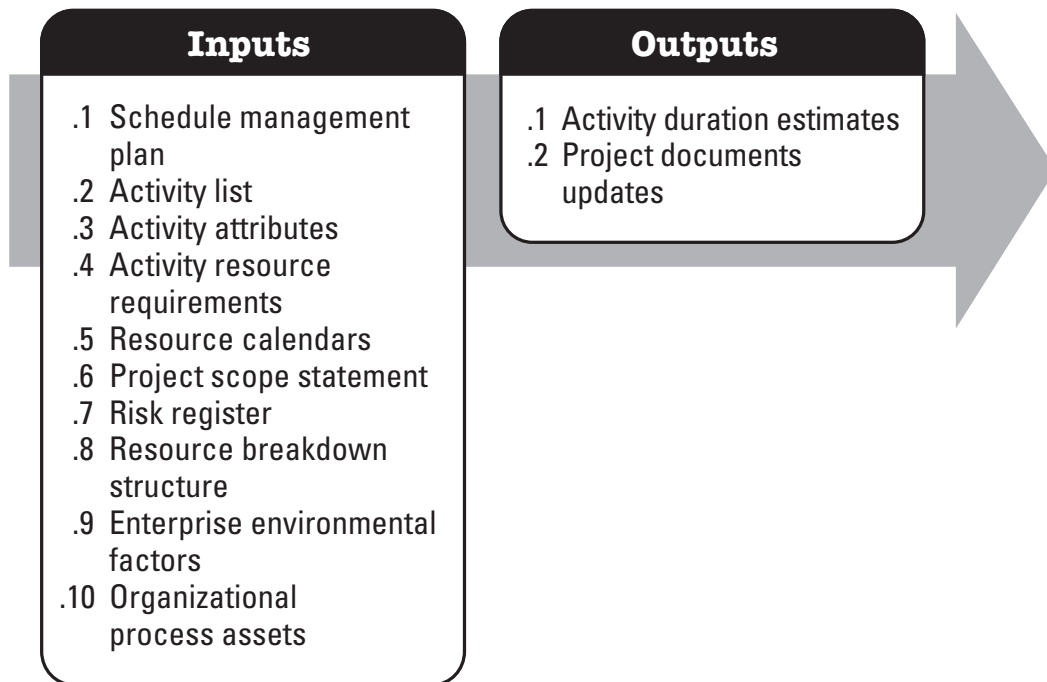 Inputs
.1 Schedule management
plan
.2 Activity list
.3 Activity attributes
.4 Activity resource
requirements
.5 Resource calendars
.6 Project scope statement
.7 Risk register
.8 Resource breakdown
structure
.9 Enterprise environmental
factors
.10 Organizational
process assets
Outputs
.1 Activity duration estimates
.2 Project documents
updates